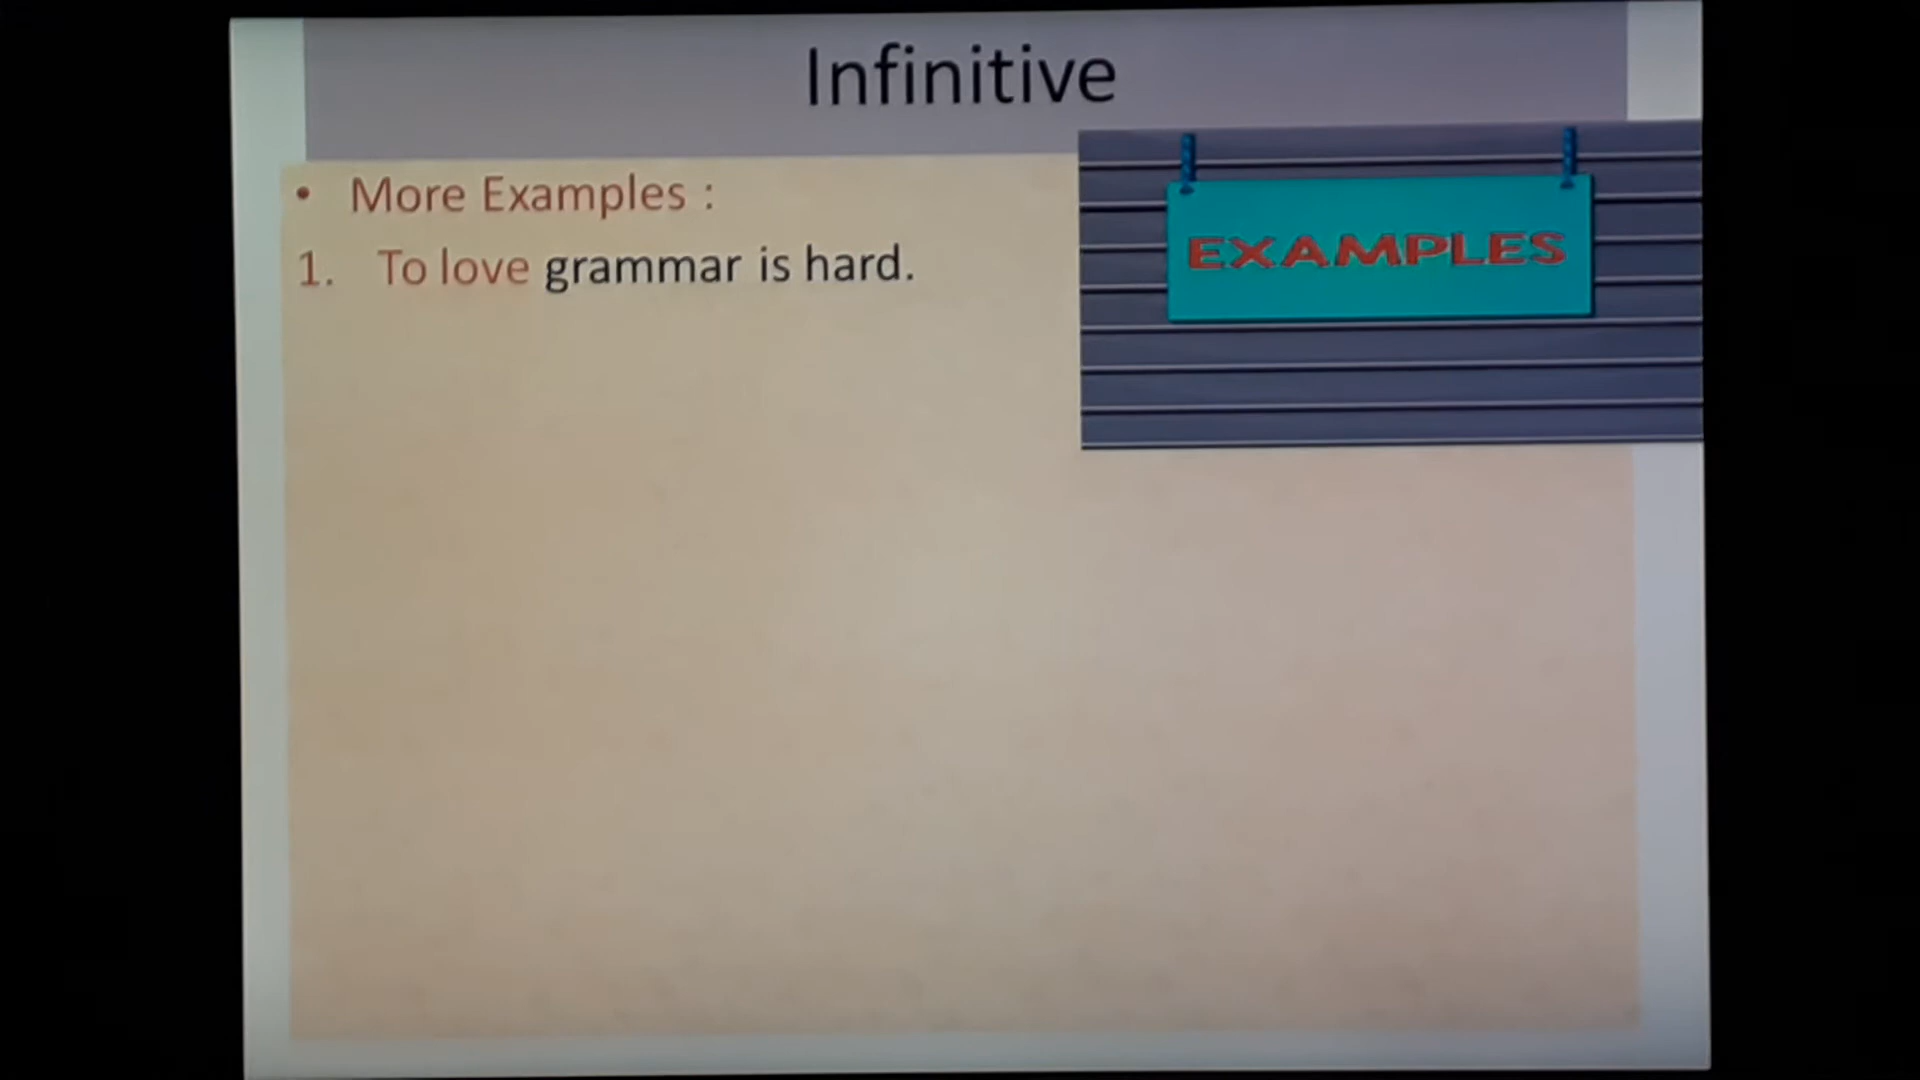 Infinitive
• More Examples :
EXAMPLES
1. To love grammar is hard.